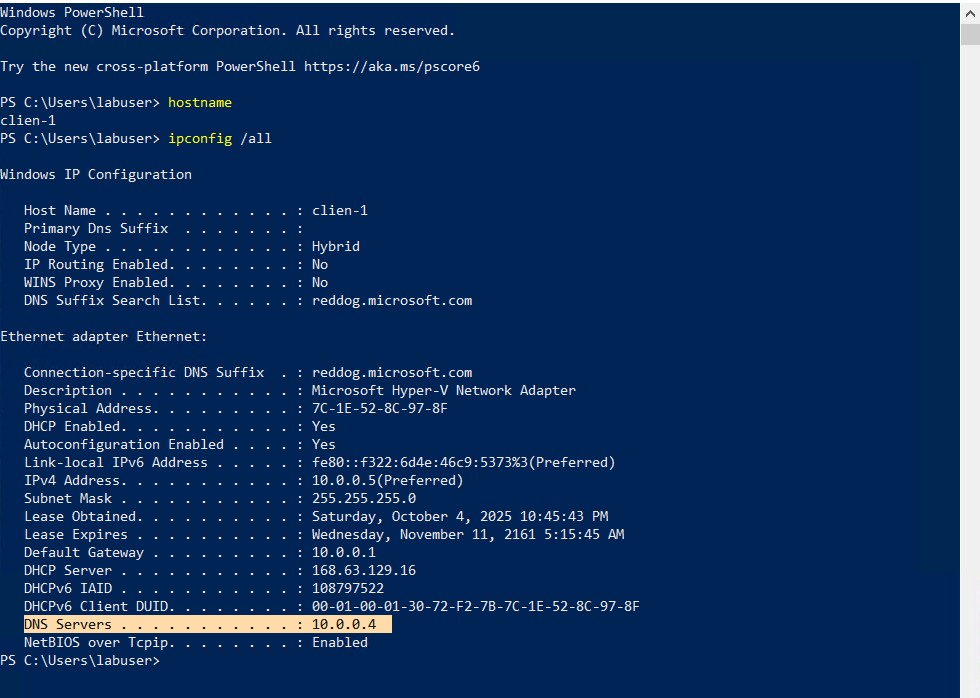 Windows PowerShell
Copyright (C) Microsoft Corporation. All rights reserved.
Try the new cross-platform PowerShell https://aka.ms/pscore6
PS C:\Users\labuser> hostname
clien-1
PS C:\Users\labuser> ipconfig /all
Windows IP Configuration
   Host Name . . . . . . . . . . . . : clien-1
   Primary Dns Suffix  . . . . . . . :
   Node Type . . . . . . . . . . . . : Hybrid
   IP Routing Enabled. . . . . . . . : No
   WINS Proxy Enabled. . . . . . . . : No
   DNS Suffix Search List. . . . . . : reddog.microsoft.com
Ethernet adapter Ethernet:
   Connection-specific DNS Suffix  . : reddog.microsoft.com
   Description . . . . . . . . . . . : Microsoft Hyper-V Network Adapter
   Physical Address. . . . . . . . . : 7C-1E-52-8C-97-8F
   DHCP Enabled. . . . . . . . . . . : Yes
   Autoconfiguration Enabled . . . . : Yes
   Link-local IPv6 Address . . . . . : fe80::f322:6d4e:46c9:5373%3(Preferred)
   IPv4 Address. . . . . . . . . . . : 10.0.0.5(Preferred)
   Subnet Mask . . . . . . . . . . . : 255.255.255.0
   Lease Obtained. . . . . . . . . . : Saturday, October 4, 2025 10:45:43 PM
   Lease Expires . . . . . . . . . . : Wednesday, November 11, 2161 5:15:45 AM
   Default Gateway . . . . . . . . . : 10.0.0.1
   DHCP Server . . . . . . . . . . . : 168.63.129.16
   DHCPv6 IAID . . . . . . . . . . . : 108797522
   DHCPv6 Client DUID. . . . . . . . : 00-01-00-01-30-72-F2-7B-7C-1E-52-8C-97-8F
   DNS Servers . . . . . . . . . . . : 10.0.0.4
   NetBIOS over Tcpip. . . . . . . . : Enabled
PS C:\Users\labuser>